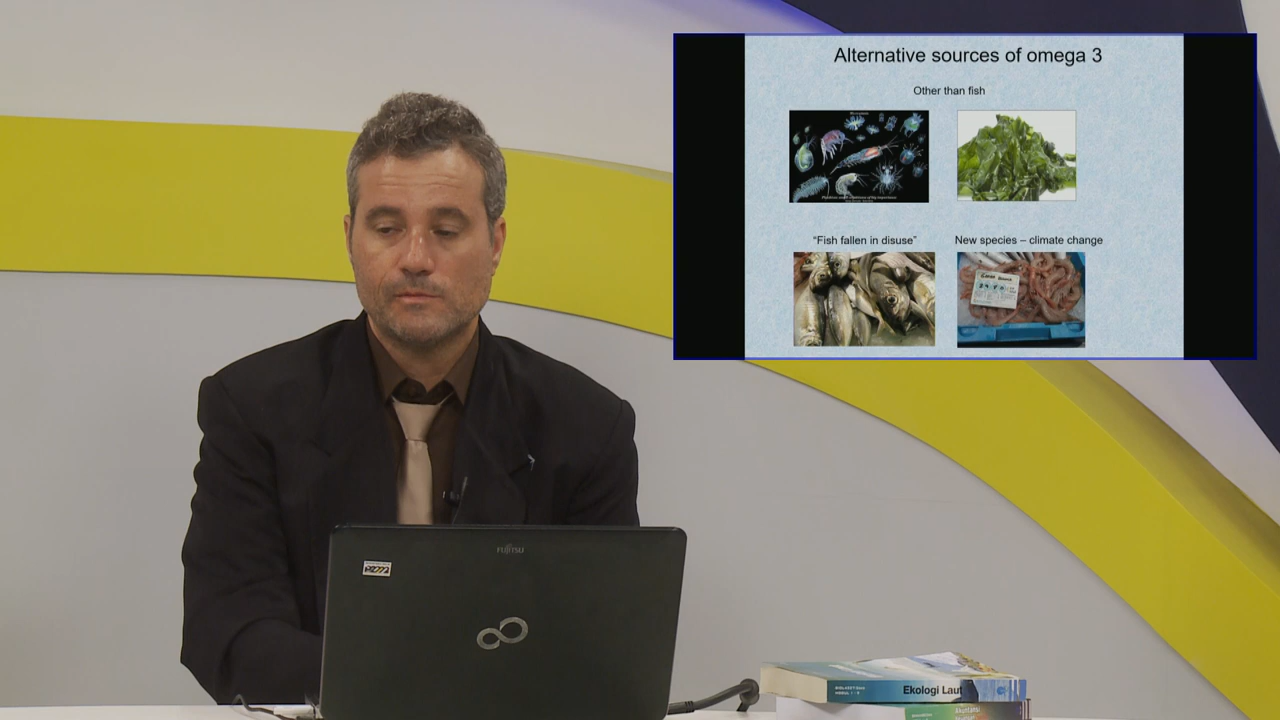 Alternative sources of omega 3
Other than fish
“Fish fallen in disuse”
New species – climate change
FUJITSU
Ekologi Laut
Akuntansi